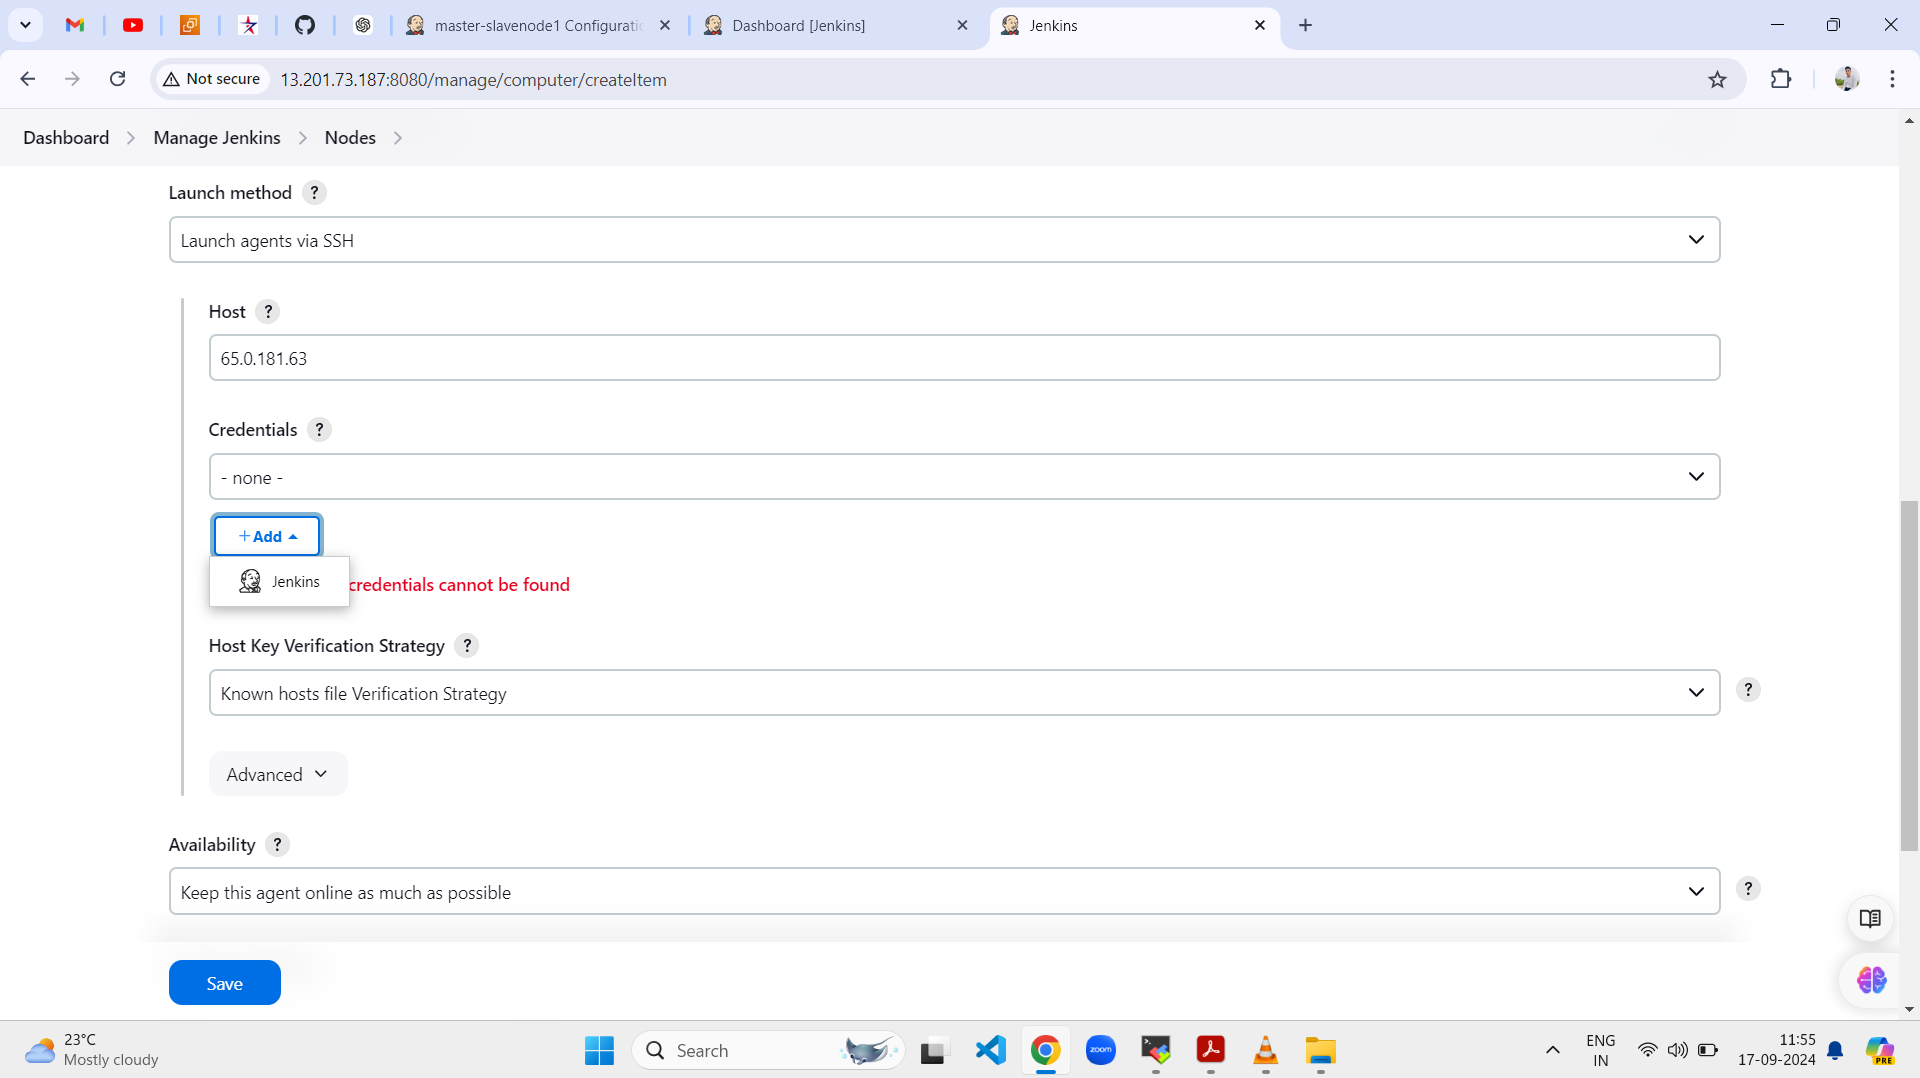 master-slavenode1 Configuratio
Dashboard [Jenkins]
Jenkins
Not secure
13.201.73.187:8080/manage/computer/createItem
Dashboard
Manage Jenkins
Nodes
Launch method ?
Launch agents via SSH
Host ?
65.0.181.63
Credentials ?
- none -
+ Add
Jenkins
credentials cannot be found
Host Key Verification Strategy ?
Known hosts file Verification Strategy
?
Advanced
Availability ?
Keep this agent online as much as possible
?
Save
23°C
Mostly cloudy
Search
zoom
ENG
IN
11:55
17-09-2024
PRE